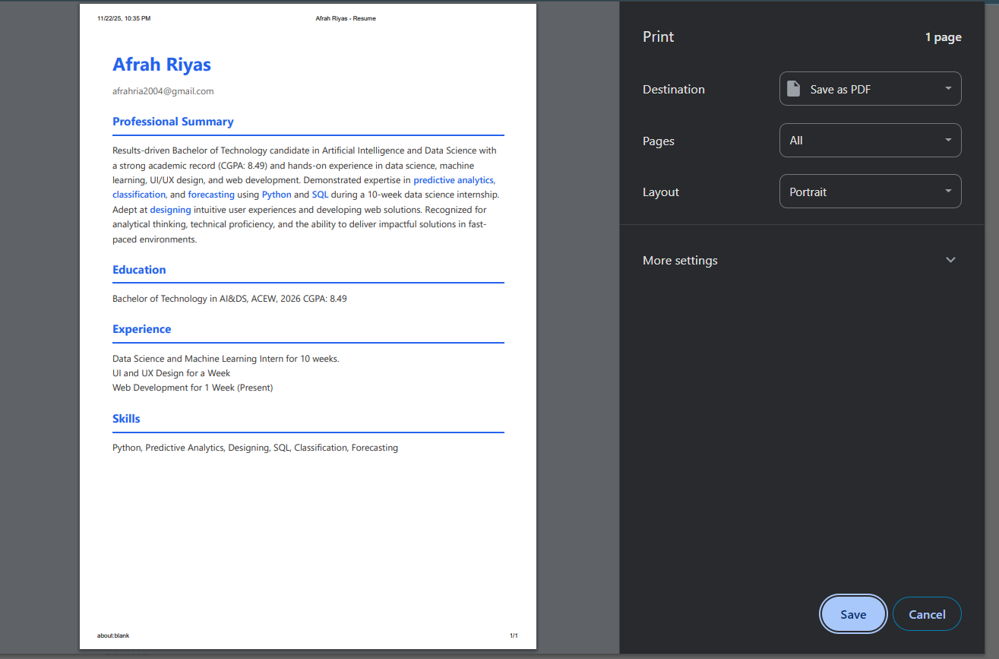 11/22/25, 10:35 PM
Afrah Riyas - Resume
Afrah Riyas
afrahria2004@gmail.com
Professional Summary
Results-driven Bachelor of Technology candidate in Artificial Intelligence and Data Science with
a strong academic record (CGPA: 8.49) and hands-on experience in data science, machine
learning, UI/UX design, and web development. Demonstrated expertise in predictive analytics,
classification, and forecasting using Python and SQL during a 10-week data science internship.
Adept at designing intuitive user experiences and developing web solutions. Recognized for
analytical thinking, technical proficiency, and the ability to deliver impactful solutions in fast-
paced environments.
Education
Bachelor of Technology in AI&DS, ACEW, 2026 CGPA: 8.49
Experience
Data Science and Machine Learning Intern for 10 weeks.
UI and UX Design for a Week
Web Development for 1 Week (Present)
Skills
Python, Predictive Analytics, Designing, SQL, Classification, Forecasting
about:blank
1/1
Print
1 page
Destination
Save as PDF
Pages
All
Layout
Portrait
More settings
Save
Cancel